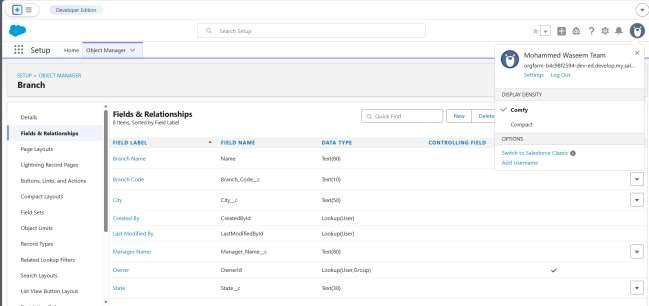 Developer Edition
Search Setup
Setup Home Object Manager
Mohammed Waseem Team
orgfarm-b4c98f2594-dev-ed.develop.my.sal...
Settings Log Out
DISPLAY DENSITY
Comfy
Compact
OPTIONS
Switch to Salesforce Classic
Add Username
SETUP > OBJECT MANAGER
Branch
Details
Fields & Relationships
Page Layouts
Lightning Record Pages
Buttons, Links, and Actions
Compact Layouts
Field Sets
Object Limits
Record Types
Related Lookup Filters
Search Layouts
List View Button Layout
Fields & Relationships
8 Items, Sorted by Field Label
Quick Find
New Delete
FIELD LABEL FIELD NAME DATA TYPE CONTROLLING FIELD
Branch Name Name Text(80)
Branch Code Branch_Code__c Text(10)
City City__c Text(50)
Created By CreatedById Lookup(User)
Last Modified By LastModifiedById Lookup(User)
Manager Name Manager_Name__c Text(80)
Owner OwnerId Lookup(User,Group)
State State__c Text(30)